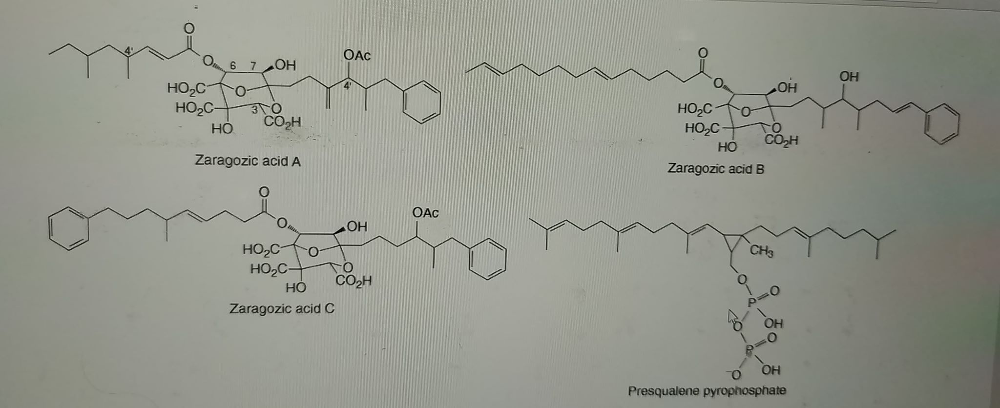 O
4'
O
6
7
OH
OAc
4'
HO₂C
O
HO₂C
3
O
HO
CO₂H
Zaragozic acid A
O
O
OH
OH
HO₂C
O
HO₂C
O
HO
CO₂H
Zaragozic acid B
O
O
OH
OAc
HO₂C
O
HO₂C
O
HO
CO₂H
Zaragozic acid C
CH₃
O
P
O
O
OH
P
O
⁻O
OH
Presqualene pyrophosphate